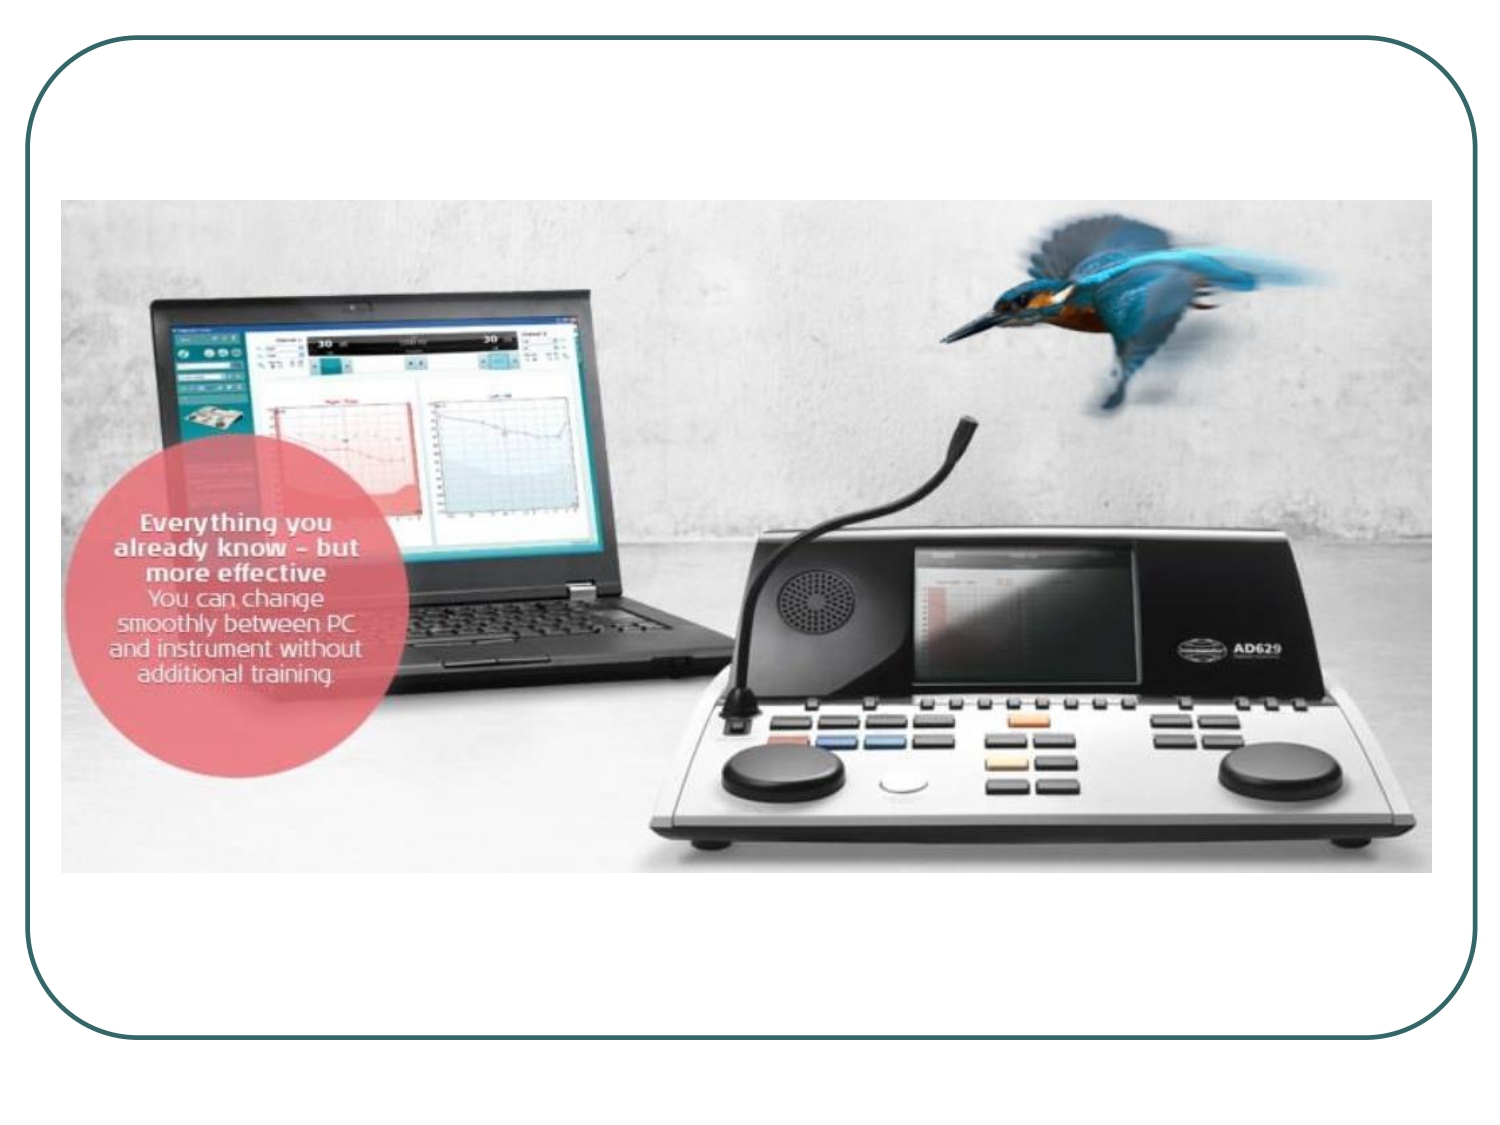 30
30
Everything you
already know – but
more effective
You can change
smoothly between PC
and instrument without
additional training.
AD629